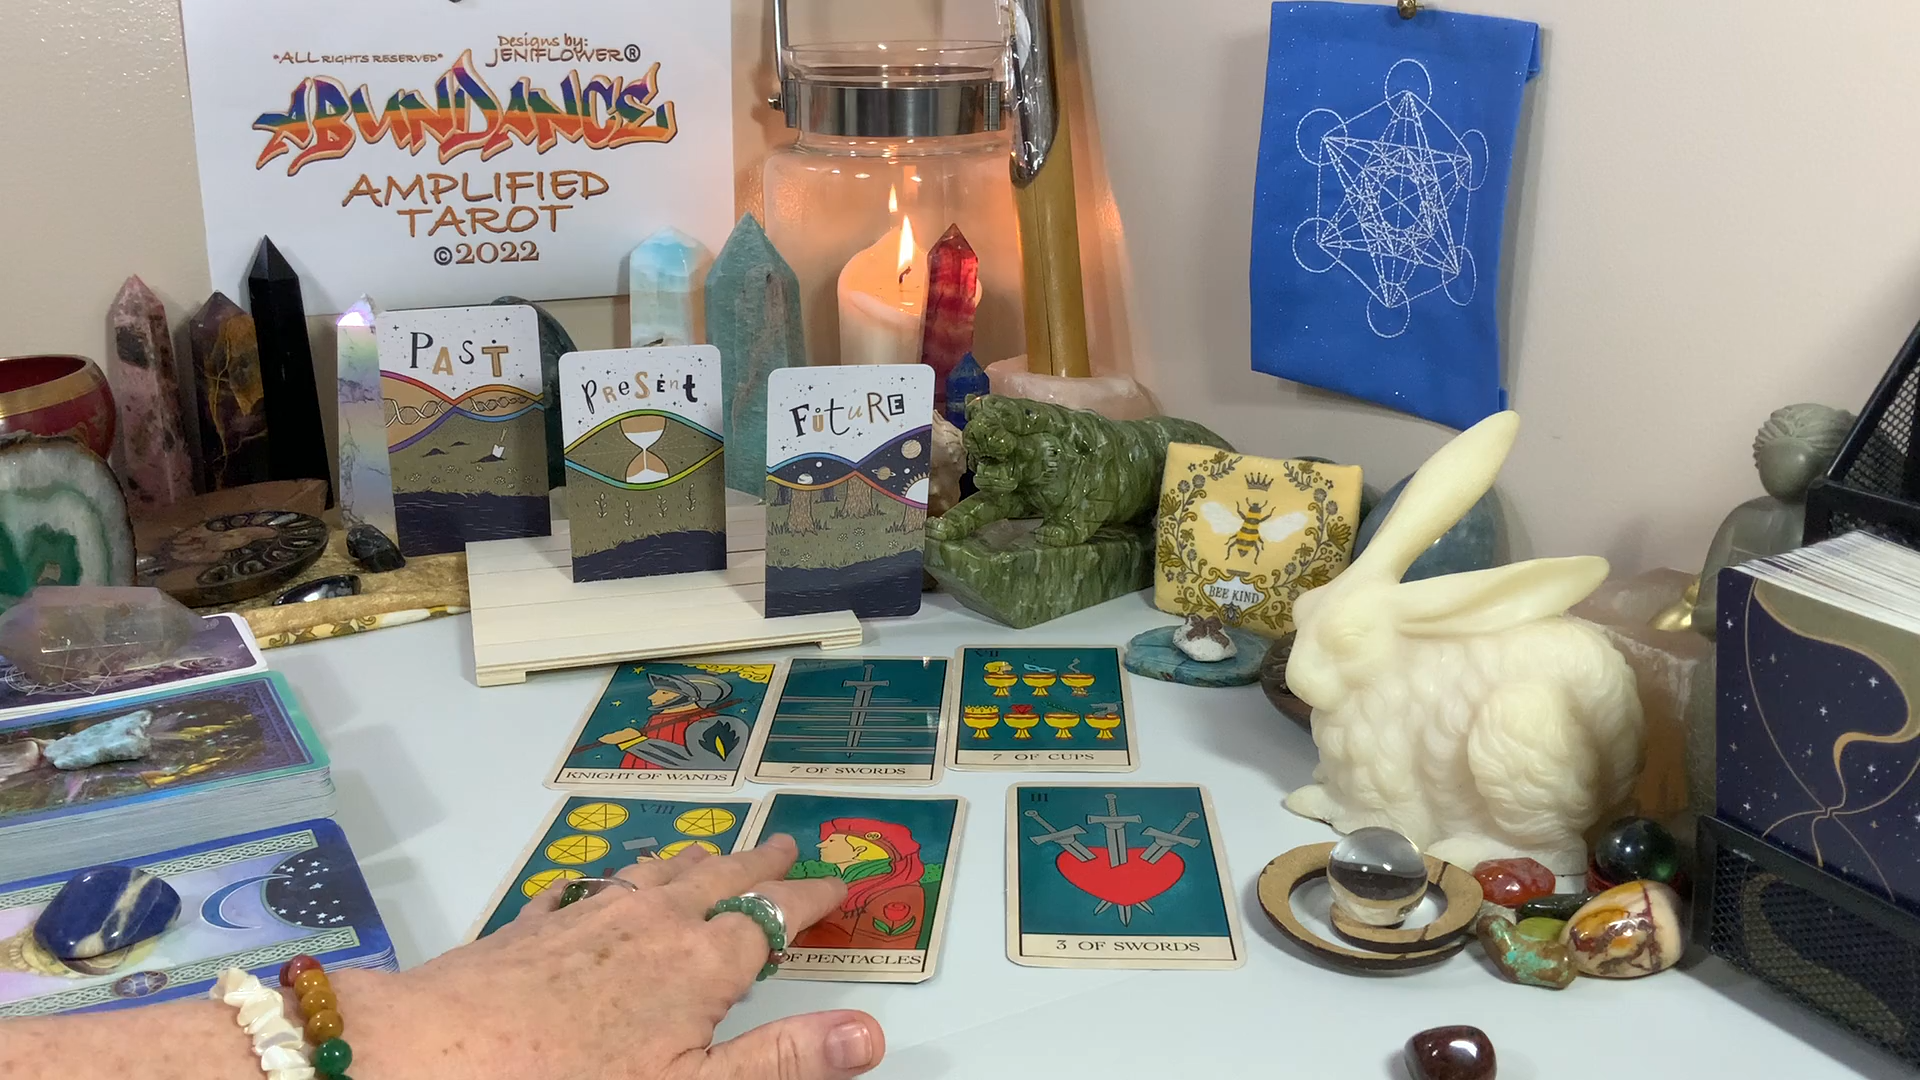 Designs by:
*ALL RIGHTS RESERVED* JENIFLOWER®
ABUNDANCE
AMPLIFIED
TAROT
©2022
PAST
PRESENT
FUTURE
BEE KIND
VII
KNIGHT OF WANDS
7 OF SWORDS
7 OF CUPS
VIII
III
OF PENTACLES
3 OF SWORDS